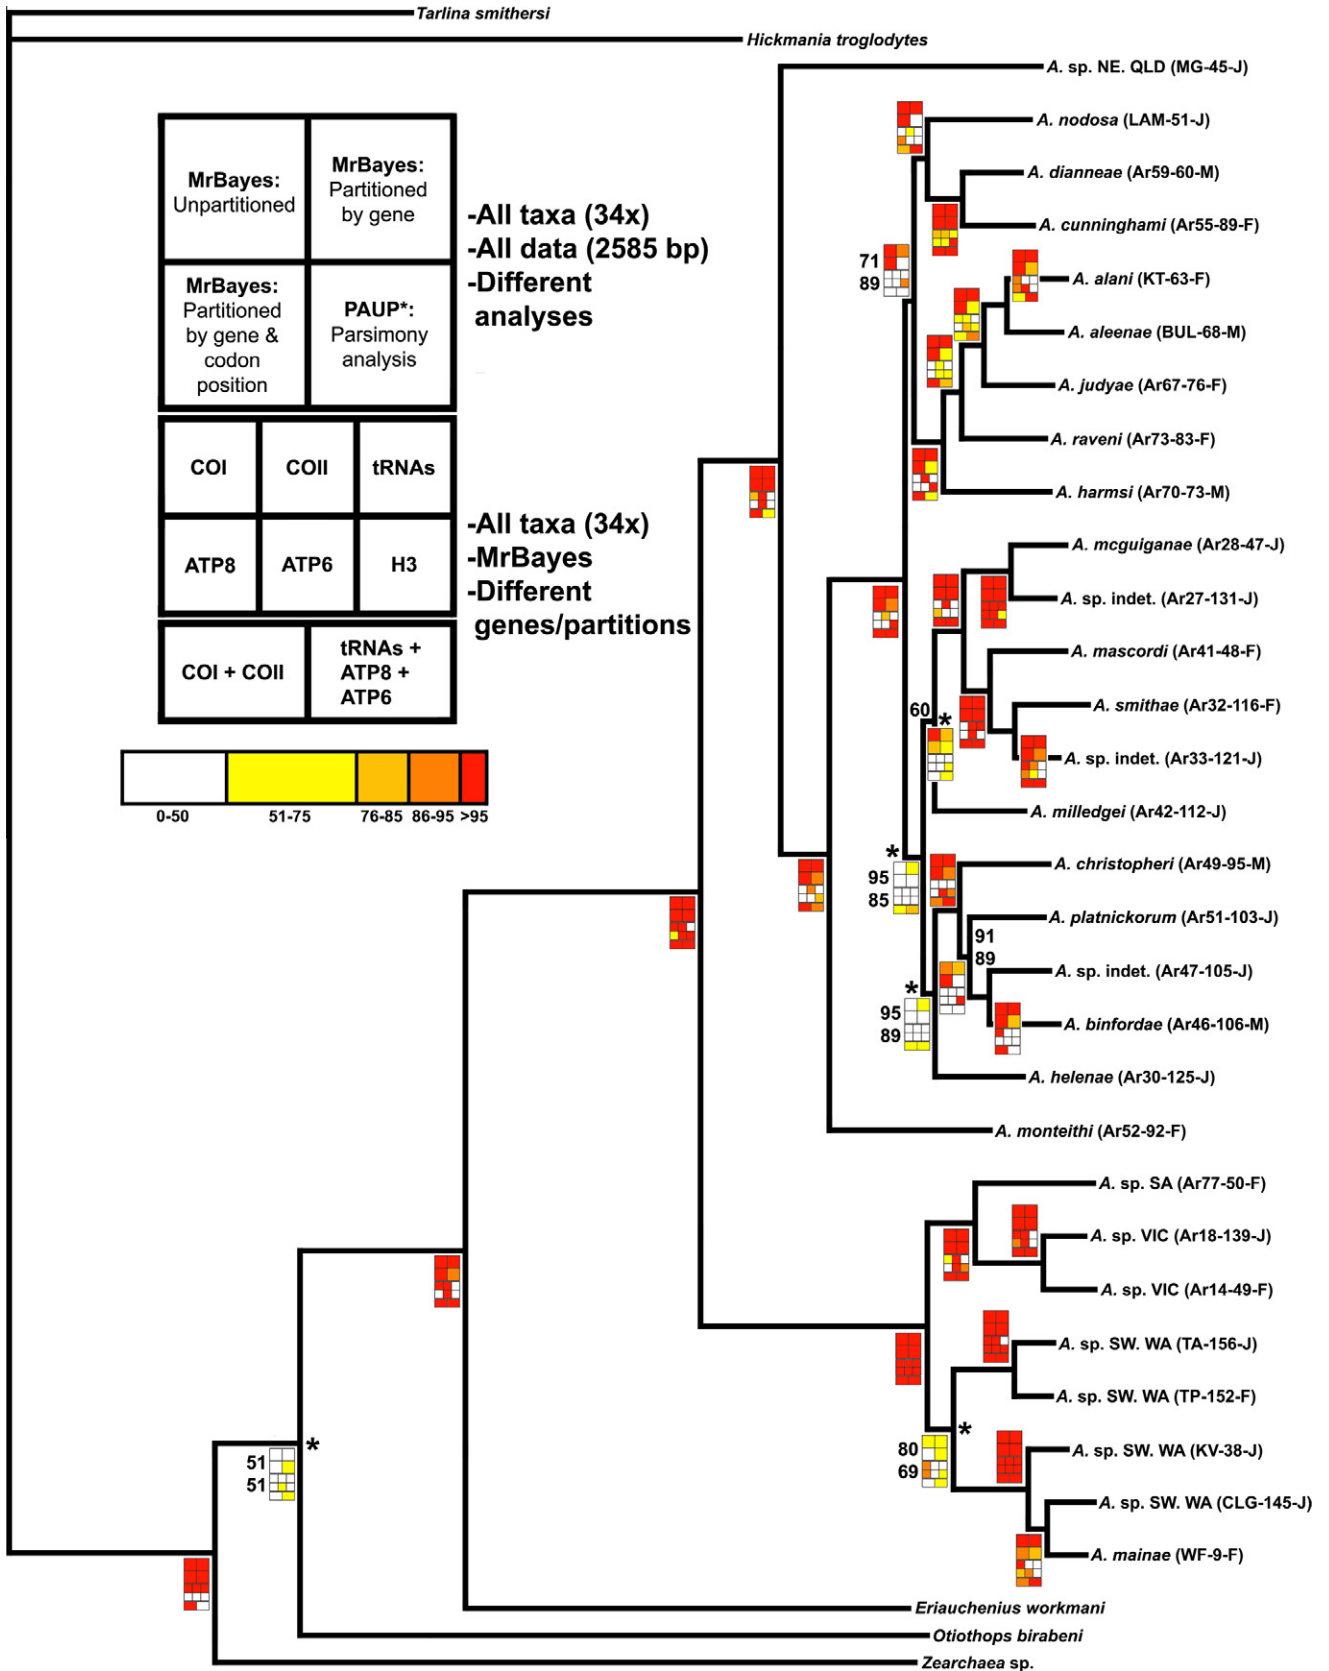 Tarlina smithersi
Hickmania troglodytes
A. sp. NE. QLD (MG-45-J)
A. nodosa (LAM-51-J)
A. dianneae (Ar59-60-M)
A. cunninghami (Ar55-89-F)
A. alani (KT-63-F)
A. aleenae (BUL-68-M)
A. judyae (Ar67-76-F)
A. raveni (Ar73-83-F)
A. harmsi (Ar70-73-M)
A. mcguiganae (Ar28-47-J)
A. sp. indet. (Ar27-131-J)
A. mascordi (Ar41-48-F)
A. smithae (Ar32-116-F)
A. sp. indet. (Ar33-121-J)
A. milledgei (Ar42-112-J)
A. christopheri (Ar49-95-M)
A. platnickorum (Ar51-103-J)
A. sp. indet. (Ar47-105-J)
A. binfordae (Ar46-106-M)
A. helenae (Ar30-125-J)
A. monteithi (Ar52-92-F)
A. sp. SA (Ar77-50-F)
A. sp. VIC (Ar18-139-J)
A. sp. VIC (Ar14-49-F)
A. sp. SW. WA (TA-156-J)
A. sp. SW. WA (TP-152-F)
A. sp. SW. WA (KV-38-J)
A. sp. SW. WA (CLG-145-J)
A. mainae (WF-9-F)
Eriauchenius workmani
Otiothops birabeni
Zearchaea sp.
MrBayes:
Unpartitioned
MrBayes:
Partitioned
by gene
MrBayes:
Partitioned
by gene &
codon
position
PAUP*:
Parsimony
analysis
-All taxa (34x)
-All data (2585 bp)
-Different
analyses
COI
COII
tRNAs
ATP8
ATP6
H3
-All taxa (34x)
-MrBayes
-Different
genes/partitions
COI + COII
tRNAs +
ATP8 +
ATP6
0-50
51-75
76-85
86-95
>95
71
89
60
*
*
95
85
91
89
*
95
89
*
80
69
*
51
51